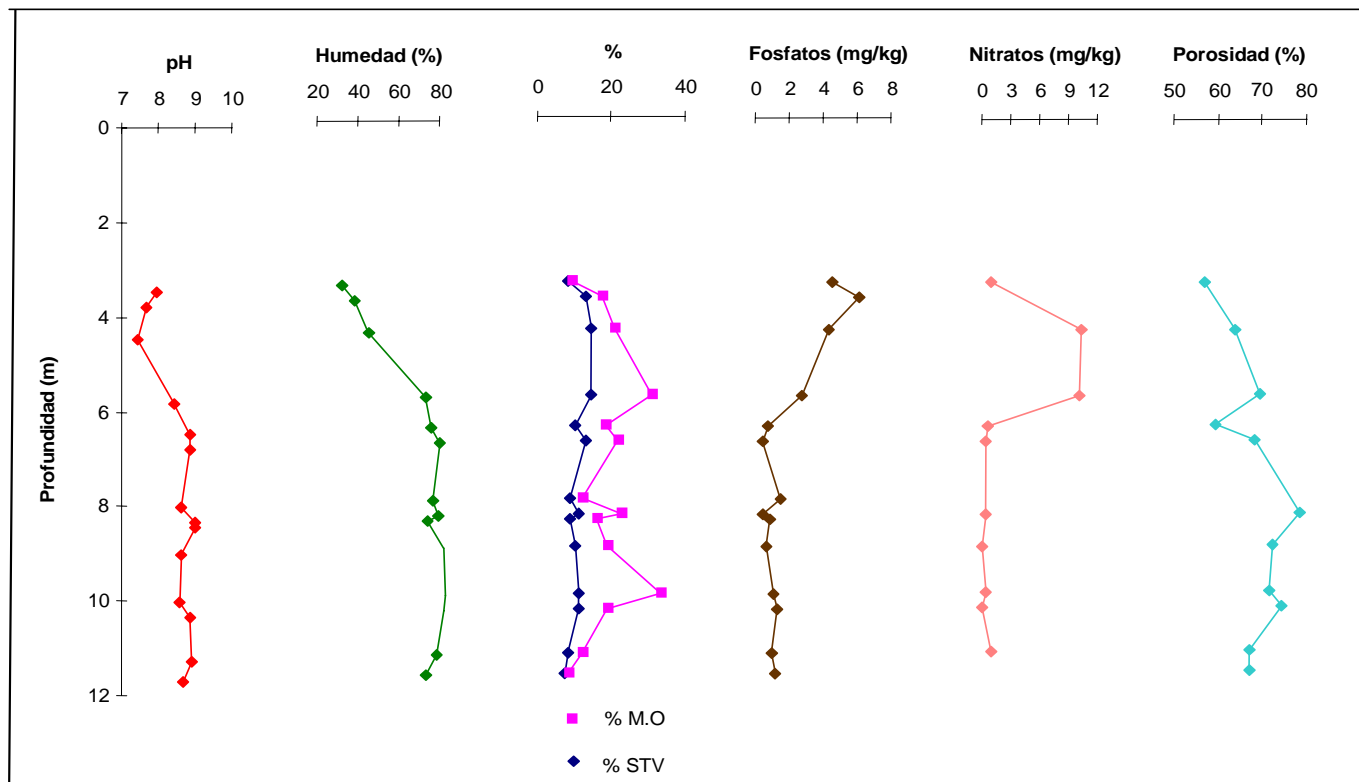 pH
7 8 9 10
Humedad (%)
20 40 60 80
%
0 20 40
Fosfatos (mg/kg)
0 2 4 6 8
Nitratos (mg/kg)
0 3 6 9 12
Porosidad (%)
50 60 70 80
Profundidad (m)
0
2
4
6
8
10
12
% M.O
% STV